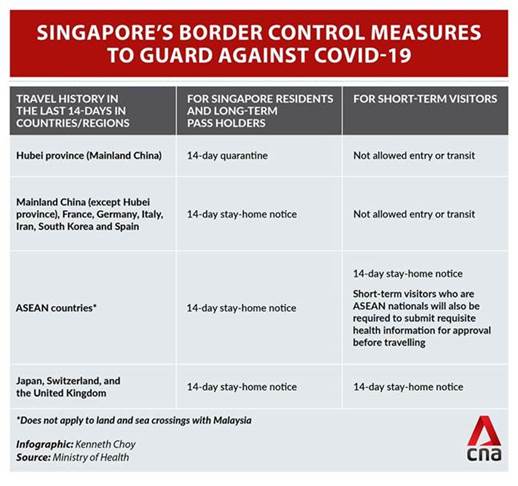 SINGAPORE'S BORDER CONTROL MEASURES
TO GUARD AGAINST COVID-19
TRAVEL HISTORY IN
THE LAST 14-DAYS IN
COUNTRIES/REGIONS
FOR SINGAPORE RESIDENTS
AND LONG-TERM
PASS HOLDERS
FOR SHORT-TERM VISITORS
Hubei province (Mainland China)
14-day quarantine
Not allowed entry or transit
Mainland China (except Hubei
province), France, Germany, Italy,
Iran, South Korea and Spain
14-day stay-home notice
Not allowed entry or transit
ASEAN countries*
14-day stay-home notice
14-day stay-home notice
Short-term visitors who are
ASEAN nationals will also be
required to submit requisite
health information for approval
before travelling
Japan, Switzerland, and
the United Kingdom
14-day stay-home notice
14-day stay-home notice
*Does not apply to land and sea crossings with Malaysia
Infographic: Kenneth Choy
Source: Ministry of Health
cna